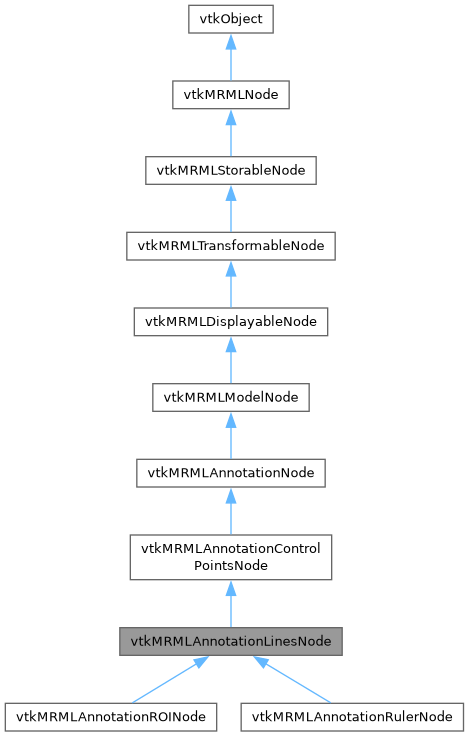 vtkObject
vtkMRMLNode
vtkMRMLStorableNode
vtkMRMLTransformableNode
vtkMRMLDisplayableNode
vtkMRMLModelNode
vtkMRMLAnnotationNode
vtkMRMLAnnotationControl
PointsNode
vtkMRMLAnnotationLinesNode
vtkMRMLAnnotationROINode
vtkMRMLAnnotationRulerNode